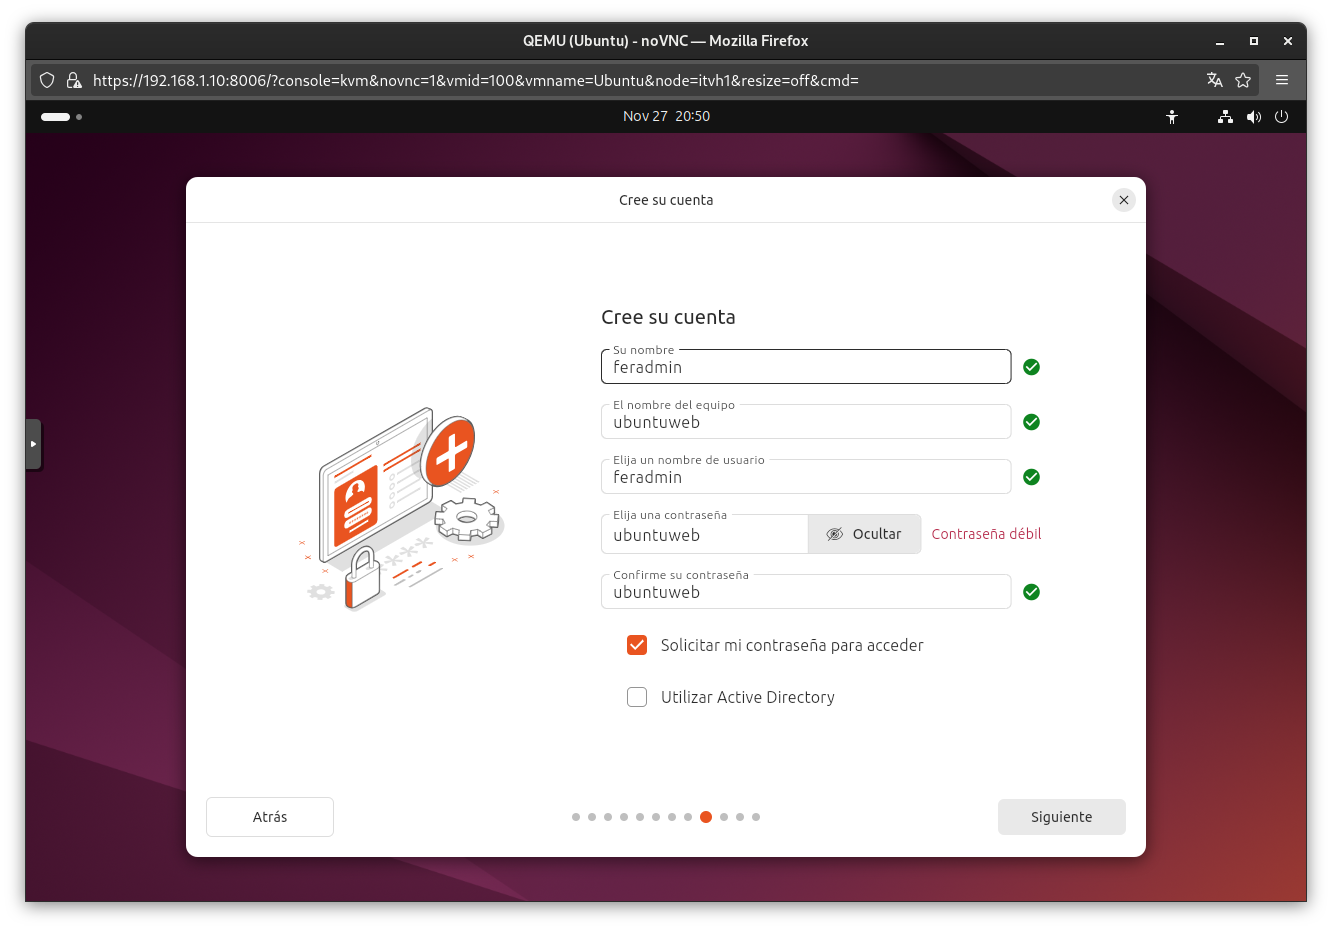 QEMU (Ubuntu) - noVNC — Mozilla Firefox
https://192.168.1.10:8006/?console=kvm&novnc=1&vmid=100&vmname=Ubuntu&node=itvh1&resize=off&cmd=
Nov 27 20:50
Cree su cuenta
Cree su cuenta
Su nombre
feradmin
El nombre del equipo
ubuntuweb
Elija un nombre de usuario
feradmin
Elija una contraseña
ubuntuweb
Ocultar
Contraseña débil
Confirme su contraseña
ubuntuweb
Solicitar mi contraseña para acceder
Utilizar Active Directory
Atrás
Siguiente